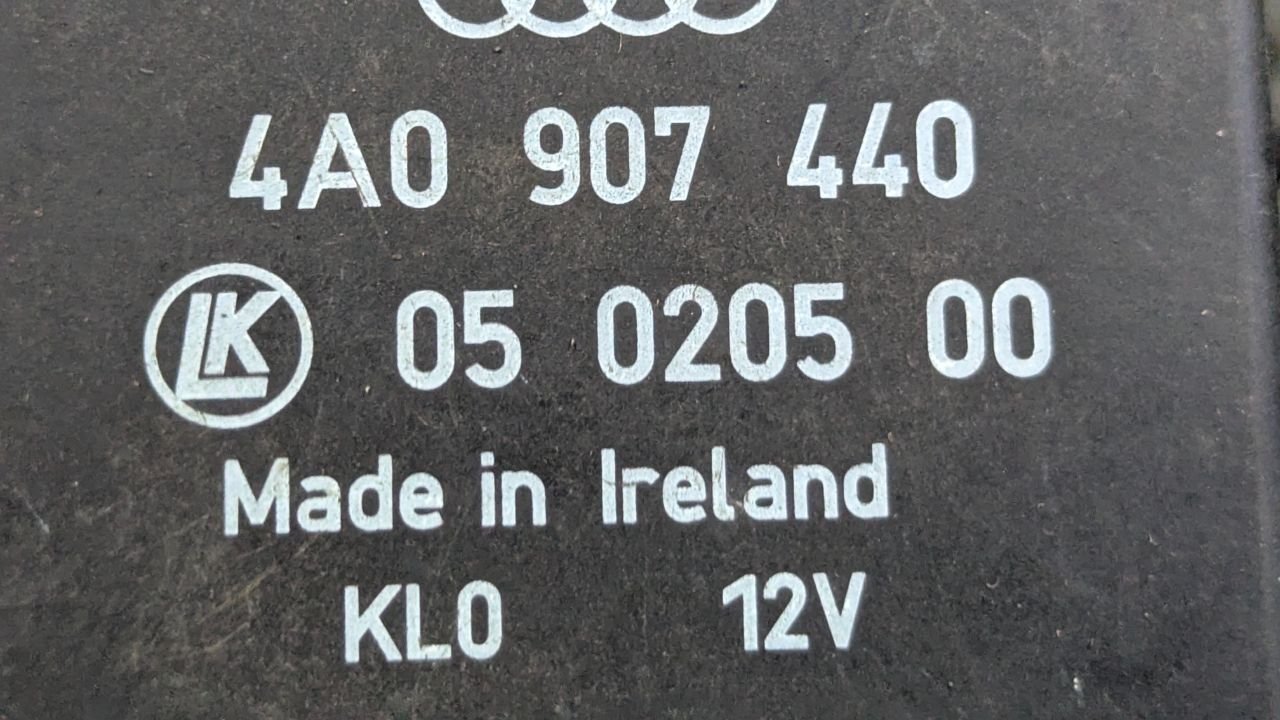 4A0 907 440
LK 05 0205 00
Made in Ireland
KL0 12V